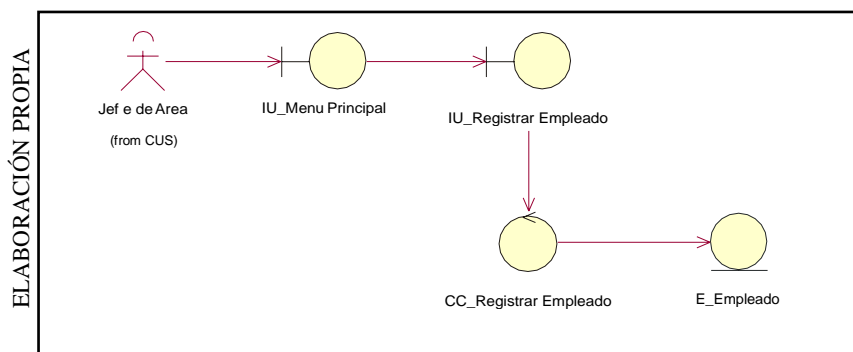 ELABORACIÓN PROPIA
Jef e de Area
(from CUS)
IU_Menu Principal
IU_Registrar Empleado
CC_Registrar Empleado
E_Empleado